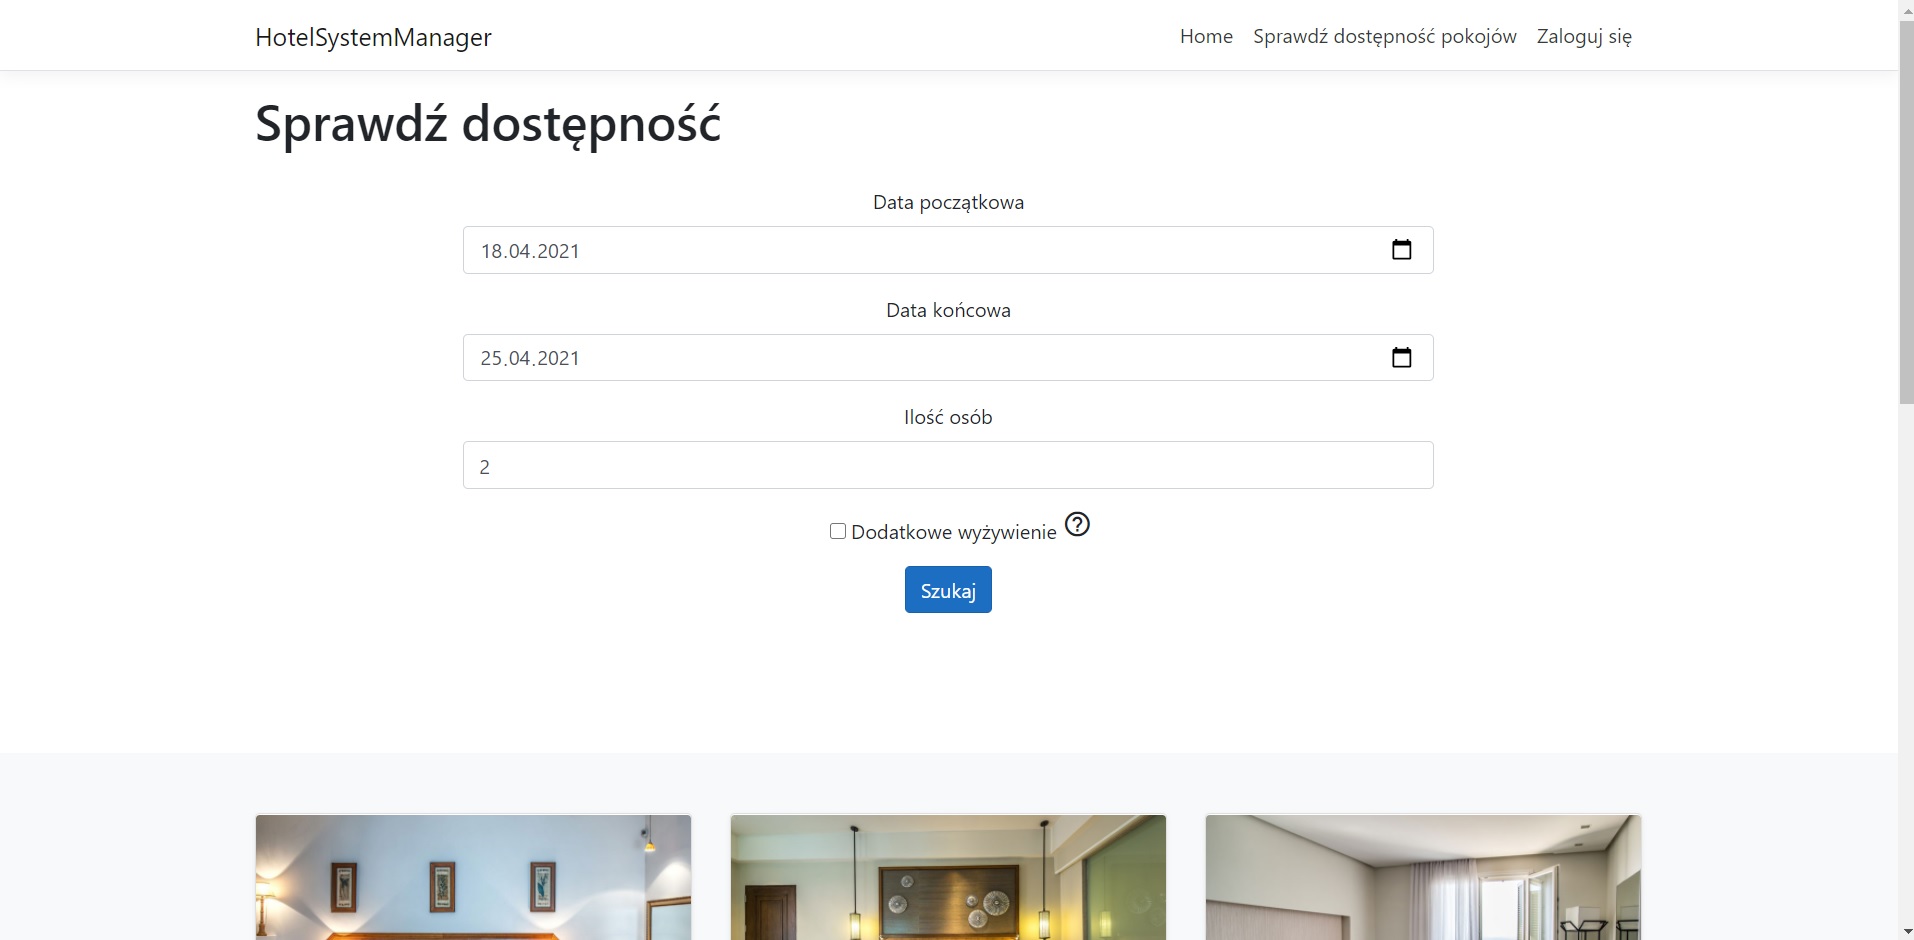 HotelSystemManager
Home Sprawdź dostępność pokojów Zaloguj się
Sprawdź dostępność
Data początkowa
18.04.2021
Data końcowa
25.04.2021
Ilość osób
2
Dodatkowe wyżywienie
Szukaj